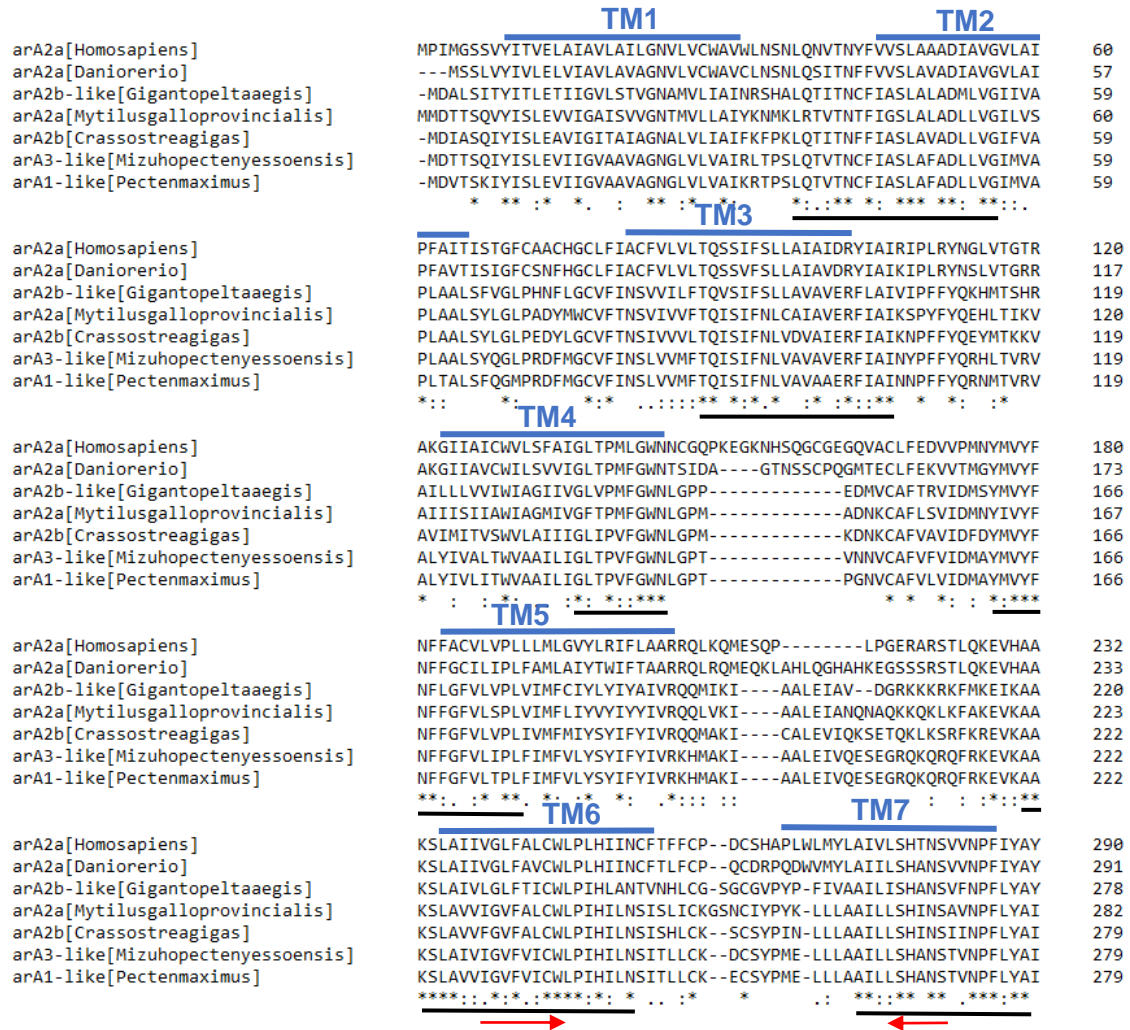 TM1 TM2
arA2a[Homosapiens] MPIMGSSVYITVELAIAVLAILGNVLVCWAVWLNSNLQNVTNYFVVSLAAADIAVGVLAI 60
arA2a[Daniorerio] ---MSSLVYIVLELVIAVLAVAGNVLVCWAVCLNSNLQSITNFFVVSLAVADIAVGVLAI 57
arA2b-like[Gigantopeltaaegis] -MDALSITYITLETIIGVLSTVGNAMVLIAINRSHALQTITNCFIASLALADMLVGIIVA 59
arA2a[Mytilusgalloprovincialis] MMDTTSQVYISLEVVIGAISVVGNTMVLLAIYKNMKLRTVTNTFIGSLALADLLVGILVS 60
arA2b[Crassostreagigas] -MDIASQIYISLEAVIGITAIAGNALVLIAIFKFPKLQTITNFFIASLAVADLLVGIFVA 59
arA3-like[Mizuhopectenyessoensis] -MDTTSQIYISLEVIIGVAAVAGNGLVLVAIRLTPSLQTVTNCFIASLAFADLLVGIMVA 59
arA1-like[Pectenmaximus] -MDVTSKIYISLEVIIGVAAVAGNGLVLVAIKRTPSLQTVTNCFIASLAFADLLVGIMVA 59
* ** :* *. : ** :* *: *:.:** *: *** **: **::.
TM3
arA2a[Homosapiens] PFAITISTGFCAACHGCLFIACFVLVLTQSSIFSLLAIAIDRYIAIRIPLRYNGLVTGTR 120
arA2a[Daniorerio] PFAVTISIGFCSNFHGCLFIACFVLVLTQSSVFSLLAIAVDRYIAIKIPLRYNSLVTGRR 117
arA2b-like[Gigantopeltaaegis] PLAALSFVGLPHNFLGCVFINSVVILFTQVSIFSLLAVAVERFLAIVIPFFYQKHMTSHR 119
arA2a[Mytilusgalloprovincialis] PLAALSYLGLPADYMWCVFTNSVIVVFTQISIFNLCAIAVERFIAIKSPYFYQEHLTIKV 120
arA2b[Crassostreagigas] PLAALSYLGLPEDYLGCVFTNSIVVVLTQISIFNLVDVAIERFIAIKNPFFYQEYMTKKV 119
arA3-like[Mizuhopectenyessoensis] PLAALSYQGLPRDFMGCVFINSLVVMFTQISIFNLVAVAVERFIAINYPFFYQRHLTVRV 119
arA1-like[Pectenmaximus] PLTALSFQGMPRDFMGCVFINSLVVMFTQISIFNLVAVAAERFIAINNPFFYQRNMTVRV 119
*:: *: *:* ..:::** *:*.* :* :*::** * *: :*
TM4
arA2a[Homosapiens] AKGIIAICWVLSFAIGLTPMLGWNNCGQPKEGKNHSQGCGEGQVACLFEDVVPMNYMVYF 180
arA2a[Daniorerio] AKGIIAVCWILSVVIGLTPMLGWNTSIDA----GTNSSCPQGMTECLFEKVVTMGYMVYF 173
arA2b-like[Gigantopeltaaegis] AILLLVVIWIAGIIVGLVPMFGWNLGPP-------------EDMVCAFTRVIDMSYMVYF 166
arA2a[Mytilusgalloprovincialis] AIIISIIAWIAGMIVGFTPMFGWNLGPM-------------ADNKCAFLSVIDMNYIVYF 167
arA2b[Crassostreagigas] AVIMITVSWVLAIIIGLIPVFGWNLGPM-------------KDNKCAFVAVIDFDYMVYF 166
arA3-like[Mizuhopectenyessoensis] ALYIVALTWVAAILIGLTPVFGWNLGPT-------------VNNVCAFVFVIDMAYMVYF 166
arA1-like[Pectenmaximus] ALYIVLITWVAAILIGLTPVFGWNLGPT-------------PGNVCAFVLVIDMAYMVYF 166
* : : *: :*: *::*** * * *: : *:***
TM5
arA2a[Homosapiens] NFFACVLVPLLLMLGVYLRIFLAARRQLKQMESQP--------LPGERARSTLQKEVHAA 232
arA2a[Daniorerio] NFFGCILIPLFAMLAIYTWIFTAARRQLRQMEQKLAHLQGHAHKEGSSSRSTLQKEVHAA 233
arA2b-like[Gigantopeltaaegis] NFLGFVLVPLVIMFCIYLYIYAIVRQQMIKI----AALEIAV--DGRKKKRKFMKEIKAA 220
arA2a[Mytilusgalloprovincialis] NFFGFVLSPLVIMFLIYVYIYYIVRQQLVKI----AALEIANQNAQKKQKLKFAKEVKAA 223
arA2b[Crassostreagigas] NFFGFVLVPLIVMFMIYSYIFYIVRQQMAKI----CALEVIQKSETQKLKSRFKREVKAA 222
arA3-like[Mizuhopectenyessoensis] NFFGFVLIPLFIMFVLYSYIFYIVRKHMAKI----AALEIVQESEGRQKQRQFRKEVKAA 222
arA1-like[Pectenmaximus] NFFGFVLTPLFIMFVLYSYIFYIVRKHMAKI----AALEIVQESEGRQKQRQFRKEVKAA 222
**:. :* **. *: :* *: .*::: :: : : :*::**
TM6 TM7
arA2a[Homosapiens] KSLAIIVGLFALCWLPLHIINCFTFFCP--DCSHAPLWLMYLAIVLSHTNSVVNPFIYAY 290
arA2a[Daniorerio] KSLAIIVGLFAVCWLPLHIINCFTLFCP--QCDRPQDWVMYLAIILSHTNSVVNPFIYAY 291
arA2b-like[Gigantopeltaaegis] KSLAIVLGLFTICWLPIHLANTVNHLCG-SGCGVPYP-FIVAAILISHANSVFNPFLYAY 278
arA2a[Mytilusgalloprovincialis] KSLAVVIGVFALCWLPIHILNSISLICKGSNCIYPYK-LLLAAILLSHINSAVNPFLYAI 282
arA2b[Crassostreagigas] KSLAVVFGVFALCWLPIHILNSISHLCK--SCSYPIN-LLLAAILLSHINSIINPFLYAI 279
arA3-like[Mizuhopectenyessoensis] KSLAVVIGVFVICWLPIHILNSITLLCK--DCSYPME-LLLAAILLSHANSTVNPFLYAI 279
arA1-like[Pectenmaximus] KSLAVVIGVFVICWLPIHILNSITLLCK--ECSYPME-LLLAAILLSHANSTVNPFLYAI 279
****::.*:*.:****:*: * .. :* * .: **::** ** .***:**